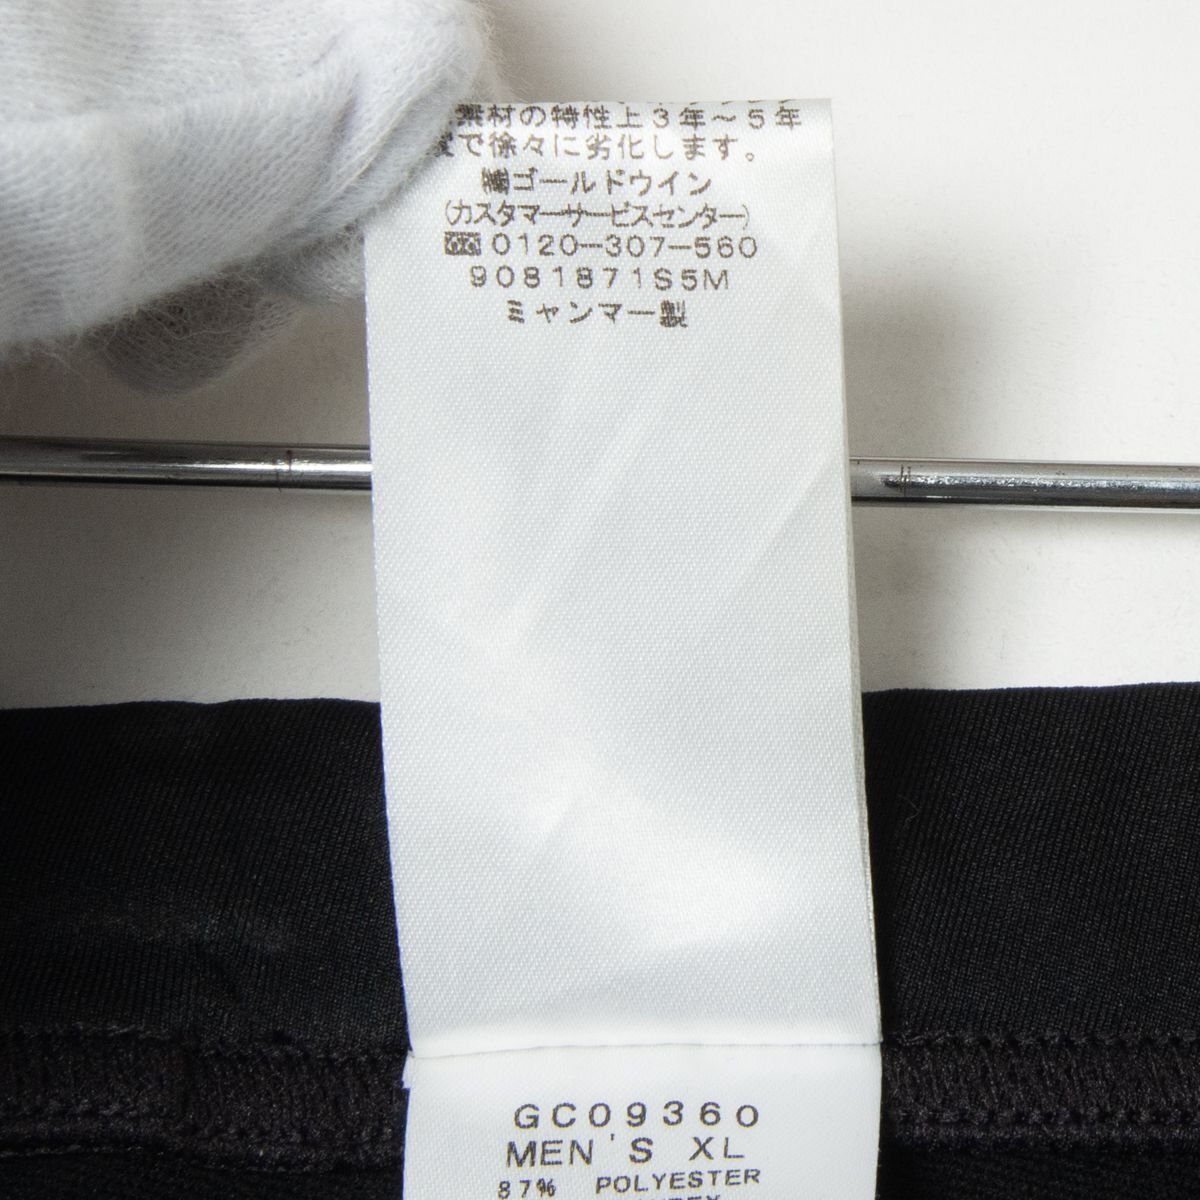 素材の特性上3年～5年
で徐々に劣化します。
㈱ゴールドウイン
(カスタマーサービスセンター)
0120-307-560
9081871S5M
ミャンマー製
GC09360
MEN'S XL
87% POLYESTER